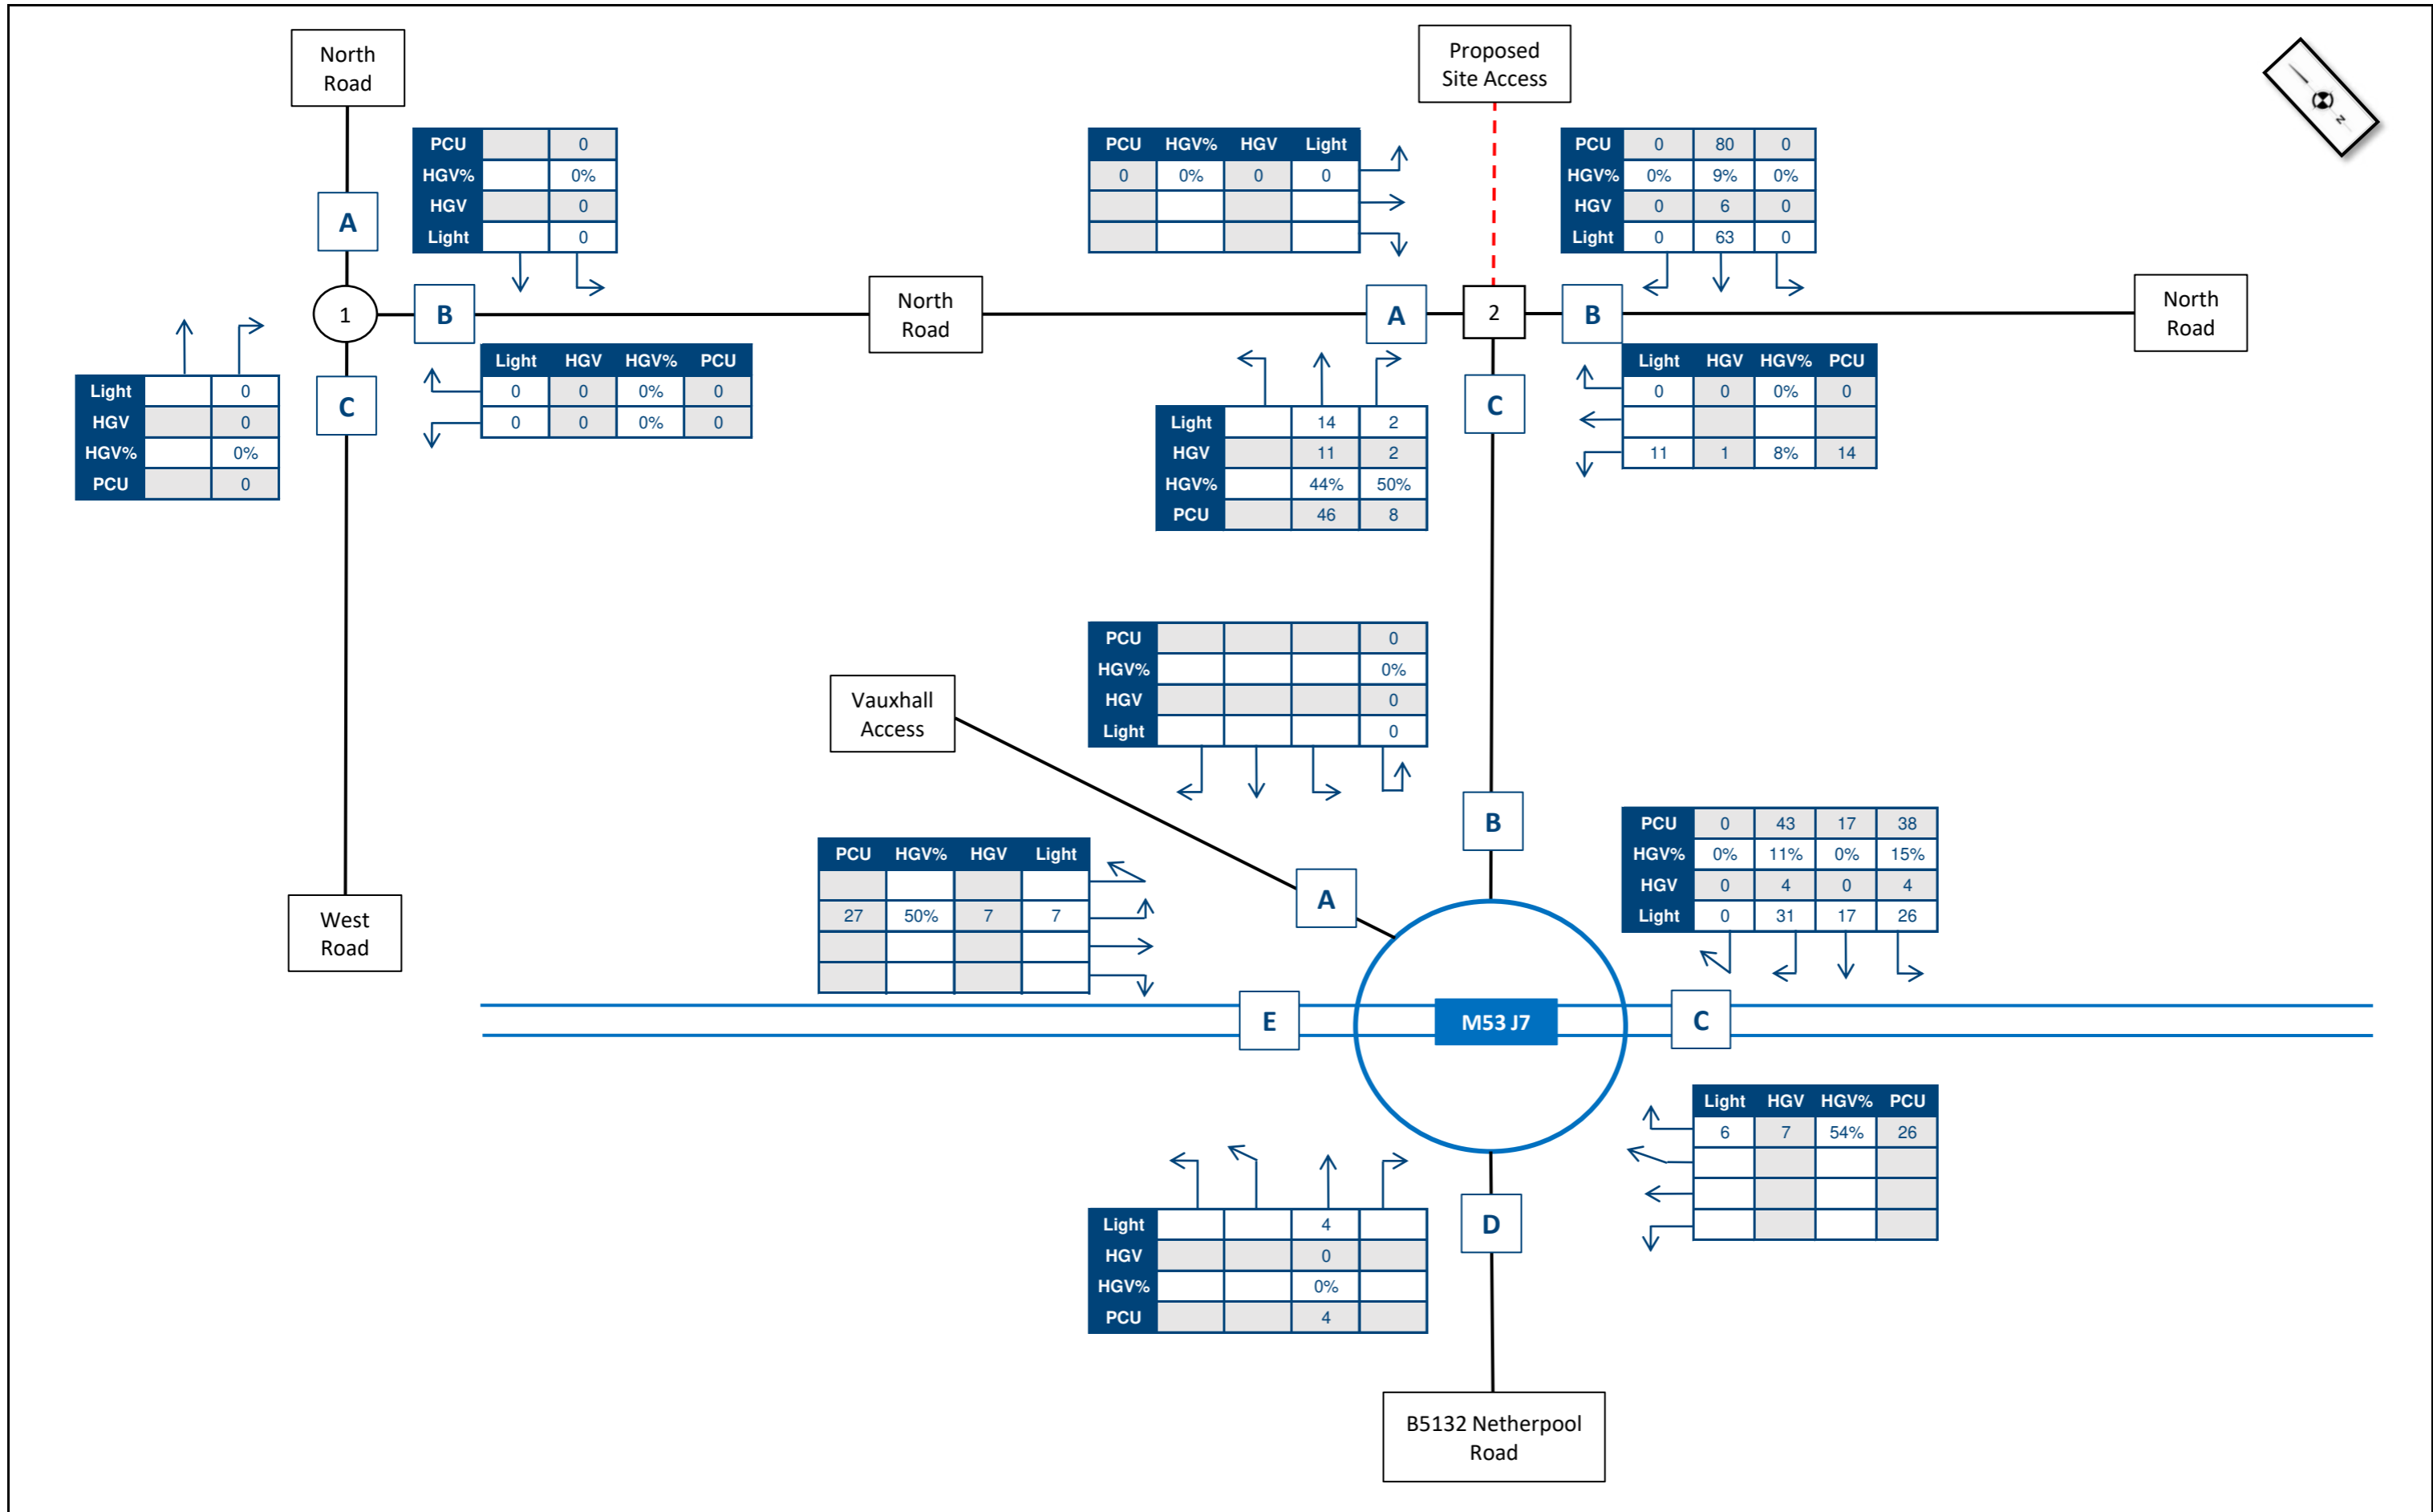 North
Road
Proposed
Site Access
N
PCU 0
HGV% 0%
HGV 0
Light 0
PCU HGV% HGV Light
0 0% 0 0
PCU 0 80 0
HGV% 0% 9% 0%
HGV 0 6 0
Light 0 63 0
A
1
B
North
Road
A
2
B
North
Road
C
Light 0
HGV 0
HGV% 0%
PCU 0
Light HGV HGV% PCU
0 0 0% 0
0 0 0% 0
Light 14 2
HGV 11 2
HGV% 44% 50%
PCU 46 8
C
Light HGV HGV% PCU
0 0 0% 0
11 1 8% 14
PCU 0
HGV% 0%
HGV 0
Light 0
Vauxhall
Access
B
PCU 0 43 17 38
HGV% 0% 11% 0% 15%
HGV 0 4 0 4
Light 0 31 17 26
PCU HGV% HGV Light
27 50% 7 7
A
West
Road
E
M53 J7
C
Light HGV HGV% PCU
6 7 54% 26
Light 4
HGV 0
HGV% 0%
PCU 4
D
B5132 Netherpool
Road